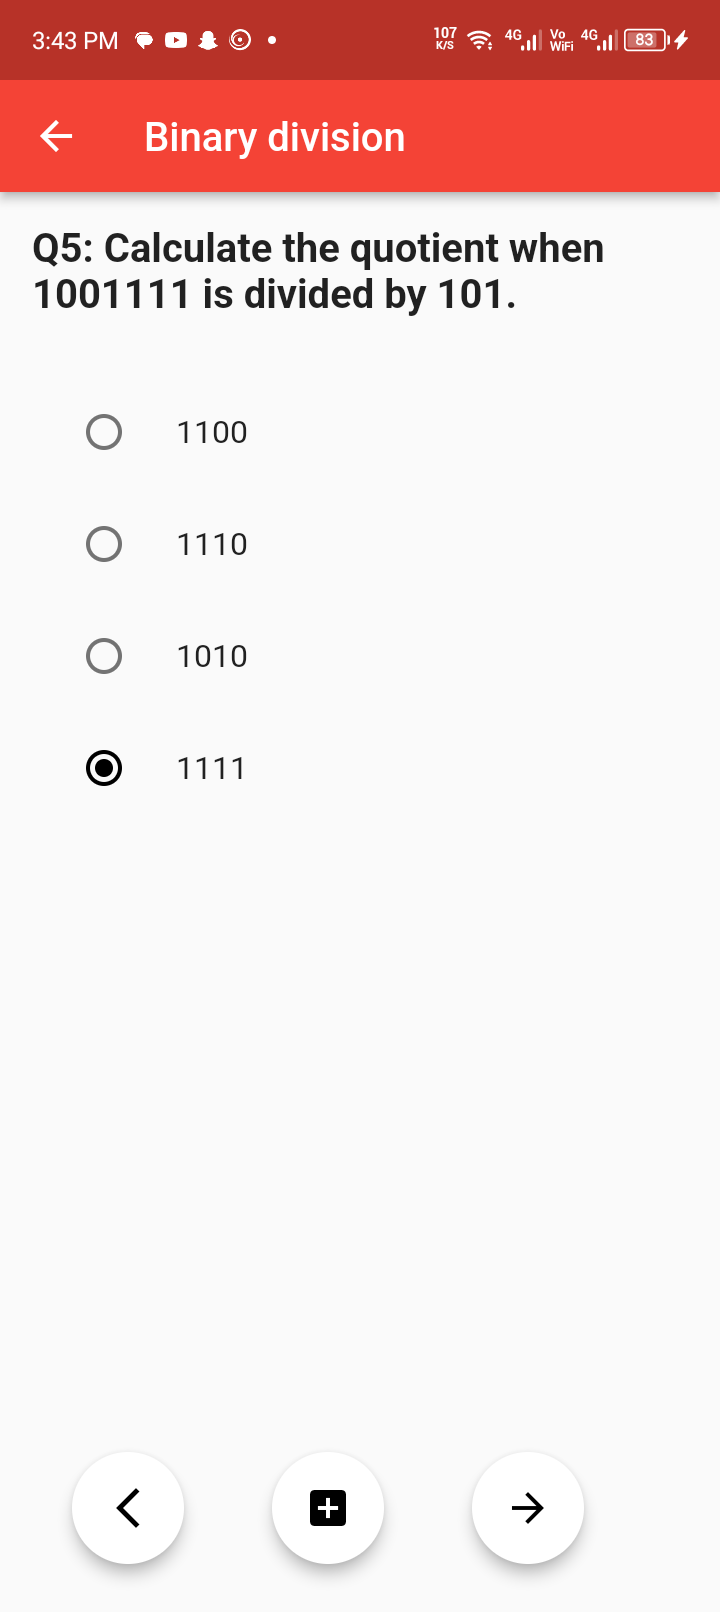 3:43 PM 107 K/S 4G Vo WiFi 4G 83
Binary division
Q5: Calculate the quotient when
1001111 is divided by 101.
1100
1110
1010
1111